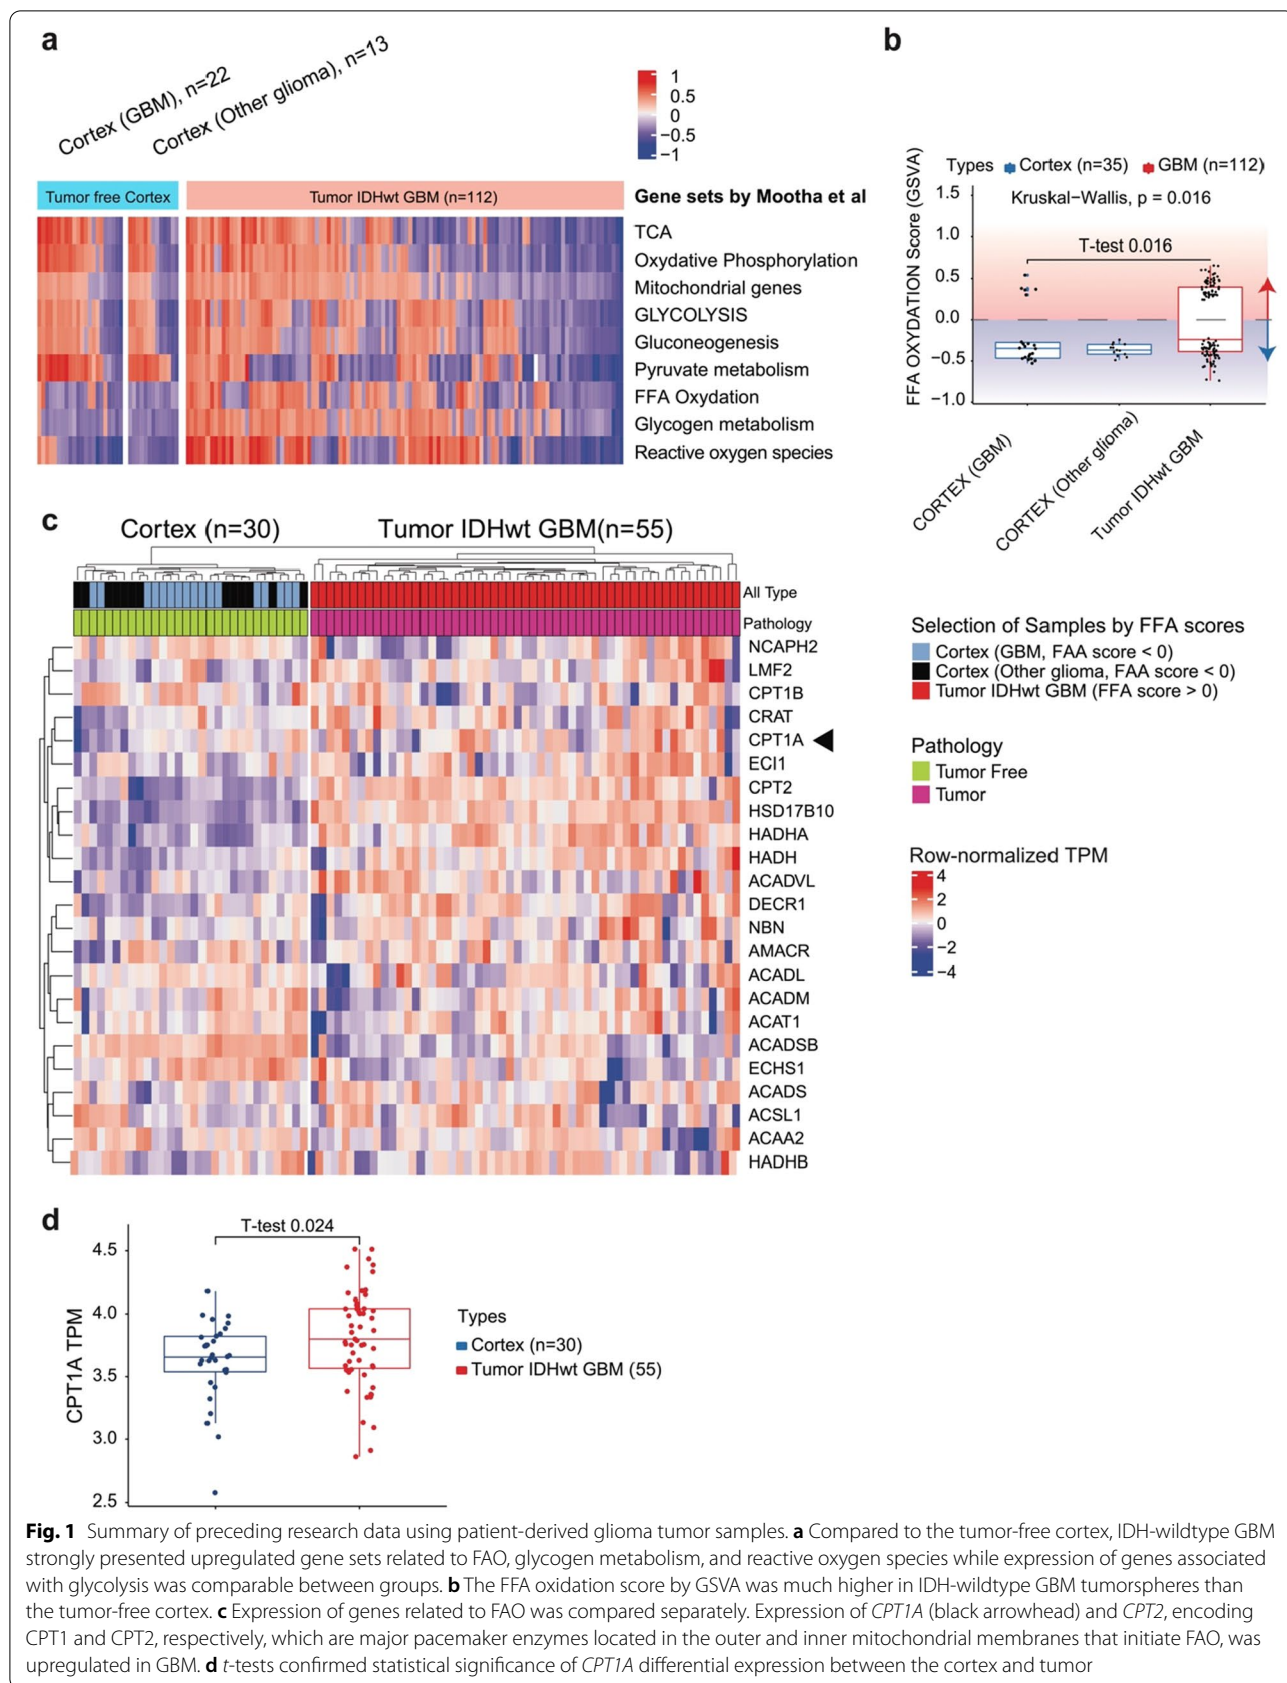 a
Cortex (GBM), n=22
Cortex (Other glioma), n=13
1
0.5
0
−0.5
−1
Tumor free Cortex
Tumor IDHwt GBM (n=112)
Gene sets by Mootha et al
TCA
Oxydative Phosphorylation
Mitochondrial genes
GLYCOLYSIS
Gluconeogenesis
Pyruvate metabolism
FFA Oxydation
Glycogen metabolism
Reactive oxygen species
b
Types Cortex (n=35) GBM (n=112)
Kruskal−Wallis, p = 0.016
T-test 0.016
FFA OXYDATION Score (GSVA)
1.5
1.0
0.5
0.0
−0.5
−1.0
CORTEX (GBM)
CORTEX (Other glioma)
Tumor IDHwt GBM
c
Cortex (n=30)
Tumor IDHwt GBM(n=55)
All Type
Pathology
NCAPH2
LMF2
CPT1B
CRAT
CPT1A
ECI1
CPT2
HSD17B10
HADHA
HADH
ACADVL
DECR1
NBN
AMACR
ACADL
ACADM
ACAT1
ACADSB
ECHS1
ACADS
ACSL1
ACAA2
HADHB
Selection of Samples by FFA scores
Cortex (GBM, FAA score < 0)
Cortex (Other glioma, FAA score < 0)
Tumor IDHwt GBM (FFA score > 0)
Pathology
Tumor Free
Tumor
Row-normalized TPM
4
2
0
−2
−4
d
T-test 0.024
CPT1A TPM
4.5
4.0
3.5
3.0
2.5
Types
Cortex (n=30)
Tumor IDHwt GBM (55)
Fig. 1 Summary of preceding research data using patient-derived glioma tumor samples. a Compared to the tumor-free cortex, IDH-wildtype GBM
strongly presented upregulated gene sets related to FAO, glycogen metabolism, and reactive oxygen species while expression of genes associated
with glycolysis was comparable between groups. b The FFA oxidation score by GSVA was much higher in IDH-wildtype GBM tumorspheres than
the tumor-free cortex. c Expression of genes related to FAO was compared separately. Expression of CPT1A (black arrowhead) and CPT2, encoding
CPT1 and CPT2, respectively, which are major pacemaker enzymes located in the outer and inner mitochondrial membranes that initiate FAO, was
upregulated in GBM. d t-tests confirmed statistical significance of CPT1A differential expression between the cortex and tumor